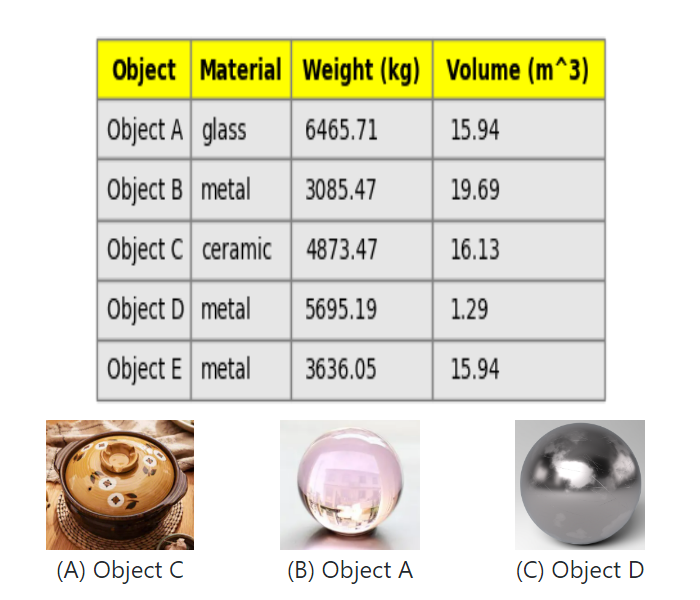 Object Material Weight (kg) Volume (m^3)
Object A glass 6465.71 15.94
Object B metal 3085.47 19.69
Object C ceramic 4873.47 16.13
Object D metal 5695.19 1.29
Object E metal 3636.05 15.94
(A) Object C (B) Object A (C) Object D